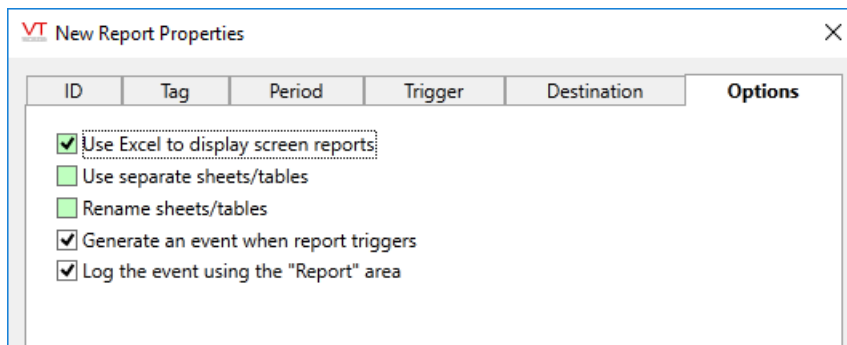 VT New Report Properties
ID Tag Period Trigger Destination Options
Use Excel to display screen reports
Use separate sheets/tables
Rename sheets/tables
Generate an event when report triggers
Log the event using the "Report" area